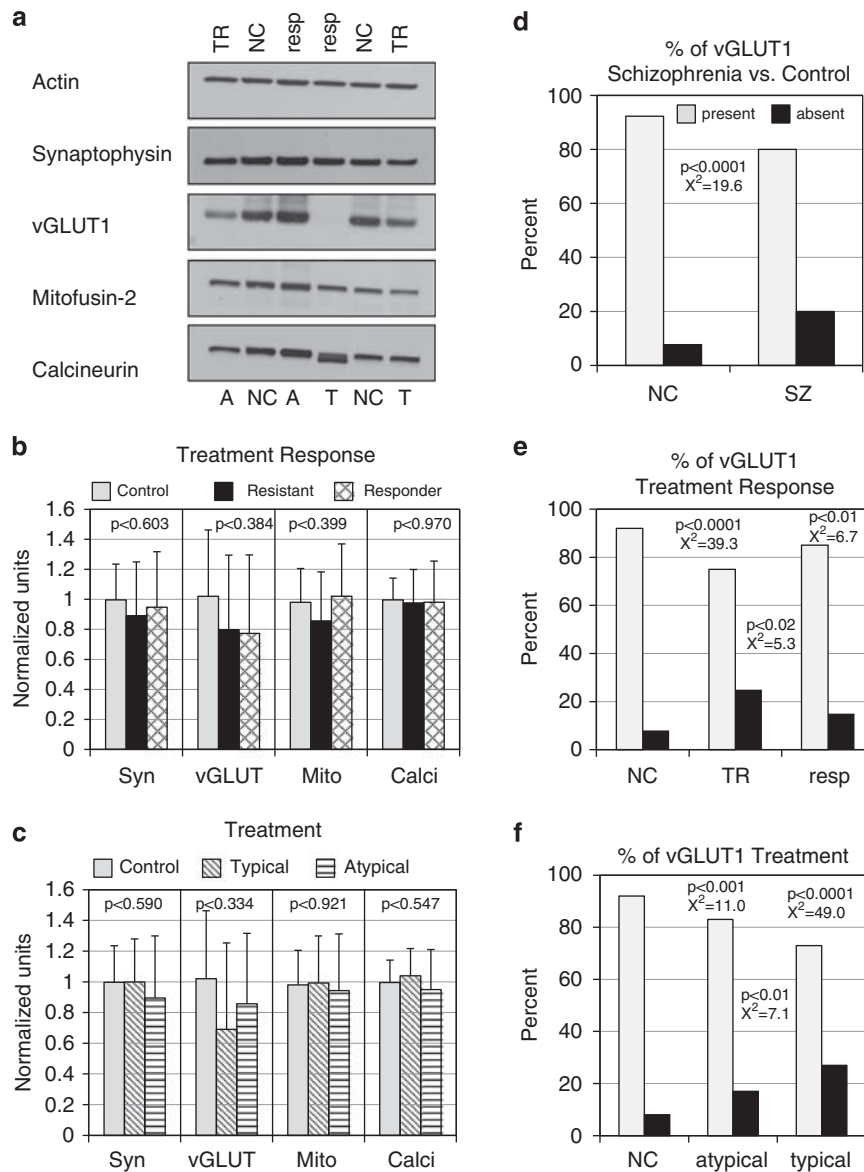 a
TR NC resp resp NC TR
Actin
Synaptophysin
vGLUT1
Mitofusin-2
Calcineurin
A NC A T NC T
b
Treatment Response
Control Resistant Responder
Normalized units
1.6
1.4
1.2
1
0.8
0.6
0.4
0.2
0
p<0.603 p<0.384 p<0.399 p<0.970
Syn vGLUT Mito Calci
c
Treatment
Control Typical Atypical
Normalized units
1.6
1.4
1.2
1
0.8
0.6
0.4
0.2
0
p<0.590 p<0.334 p<0.921 p<0.547
Syn vGLUT Mito Calci
d
% of vGLUT1
Schizophrenia vs. Control
present absent
Percent
100
80
60
40
20
0
p<0.0001
X²=19.6
NC SZ
e
% of vGLUT1
Treatment Response
Percent
100
80
60
40
20
0
p<0.0001
X²=39.3
p<0.01
X²=6.7
p<0.02
X²=5.3
NC TR resp
f
% of vGLUT1 Treatment
Percent
100
80
60
40
20
0
p<0.001
X²=11.0
p<0.0001
X²=49.0
p<0.01
X²=7.1
NC atypical typical